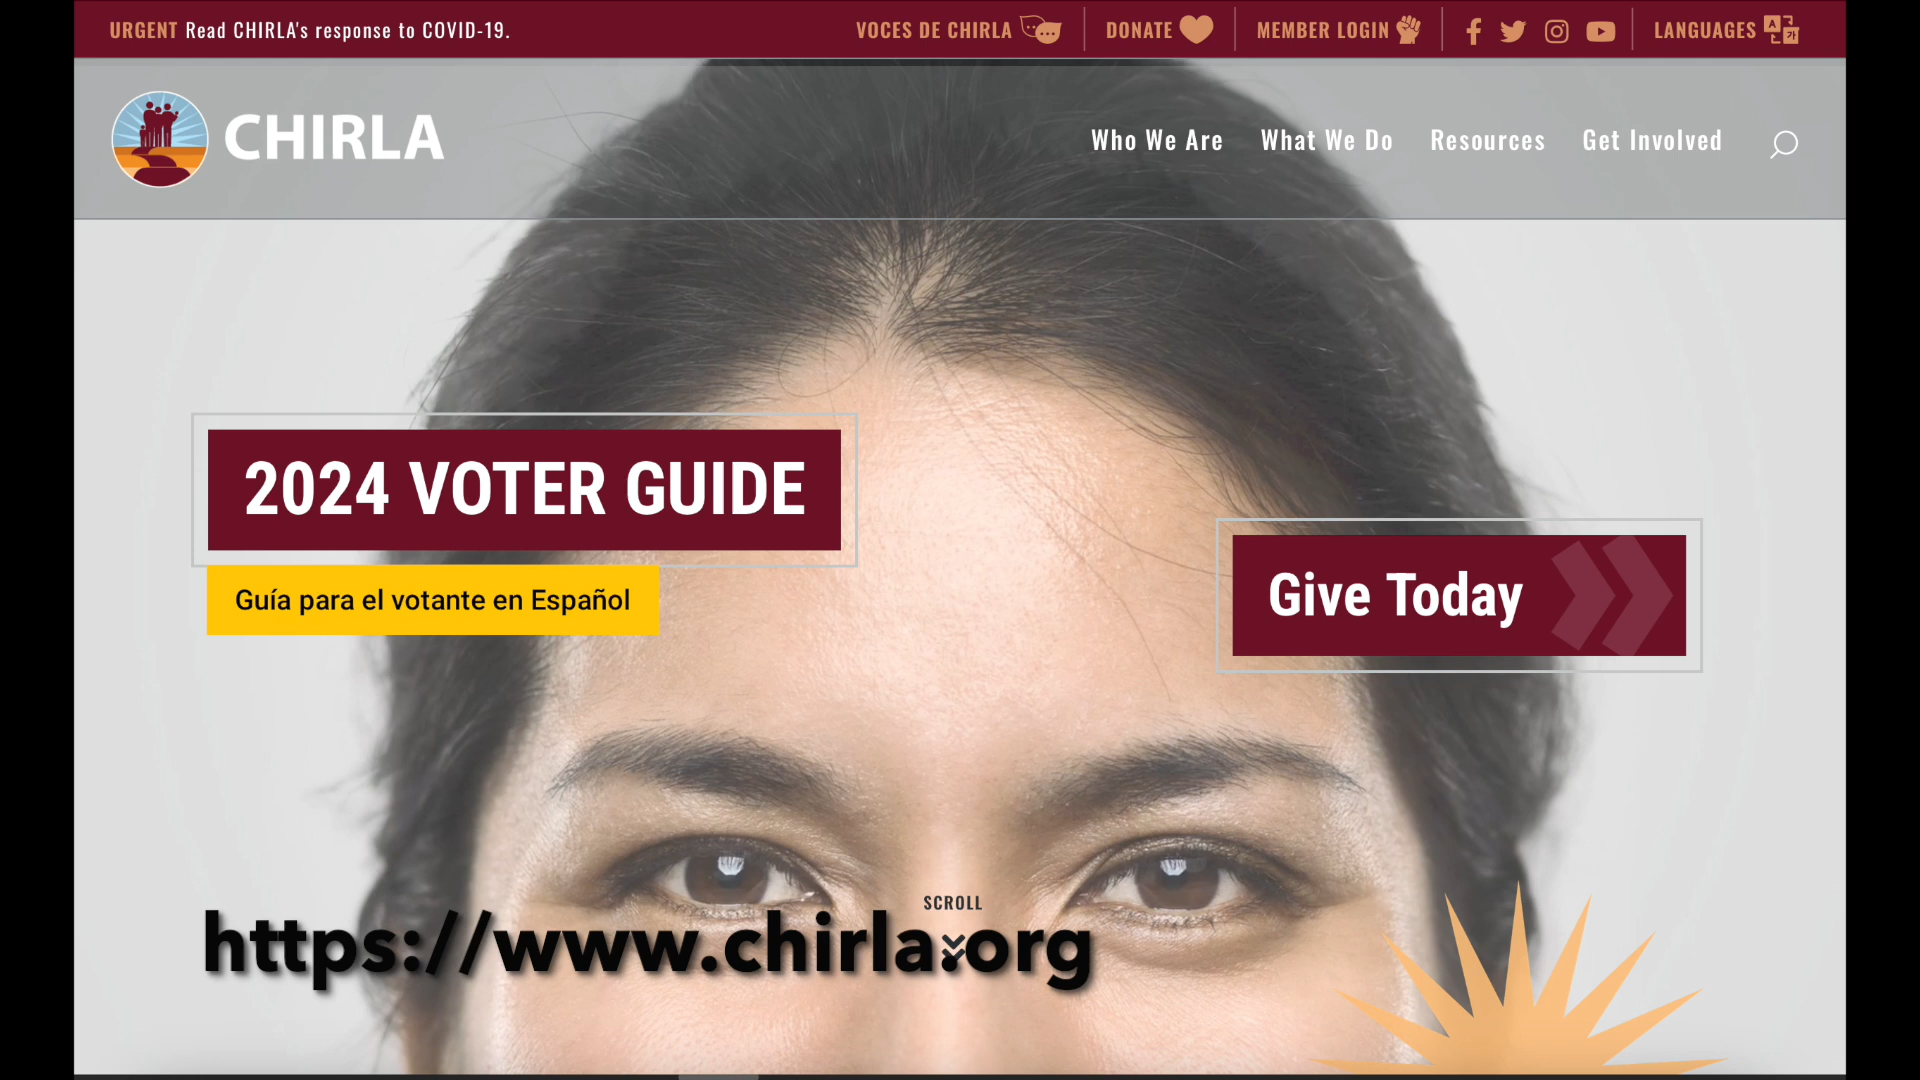 URGENT Read CHIRLA's response to COVID-19.
VOCES DE CHIRLA
DONATE
MEMBER LOGIN
LANGUAGES
CHIRLA
Who We Are
What We Do
Resources
Get Involved
2024 VOTER GUIDE
Guía para el votante en Español
Give Today
SCROLL
https://www.chirla.org